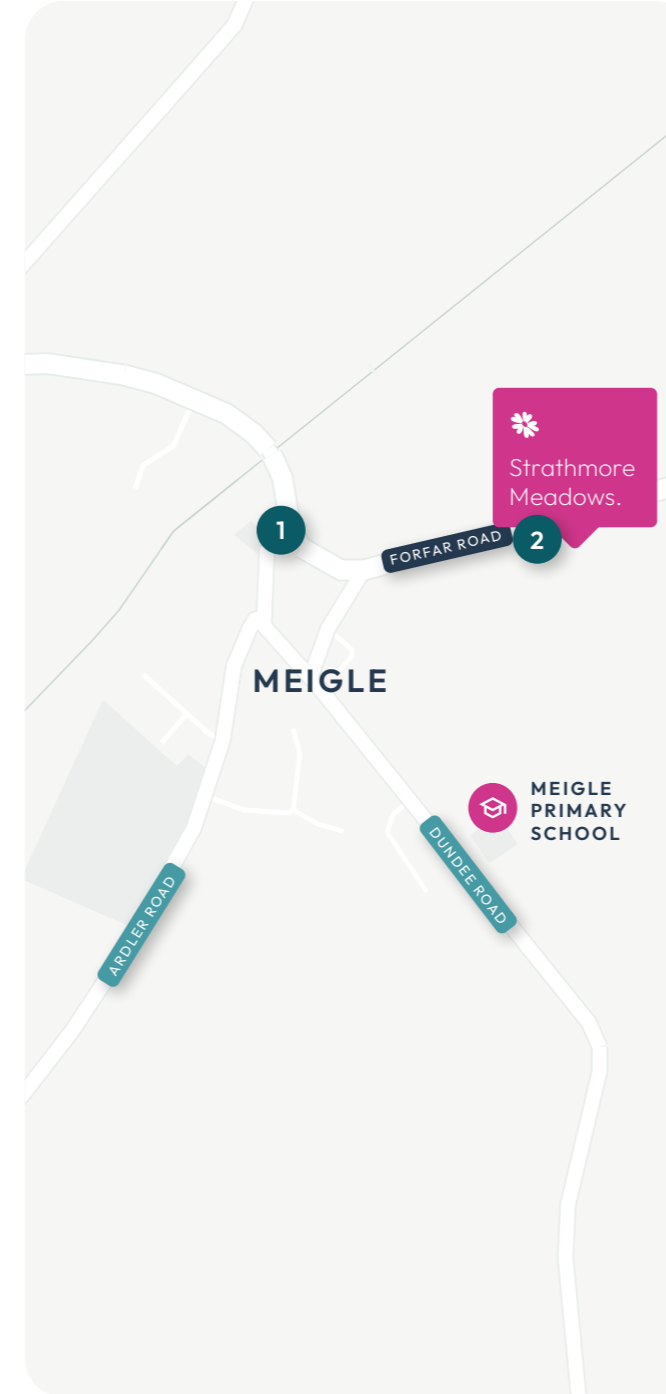 Strathmore
Meadows.
1
FORFAR ROAD
2
MEIGLE
MEIGLE
PRIMARY
SCHOOL
DUNDEE ROAD
ARDLER ROAD